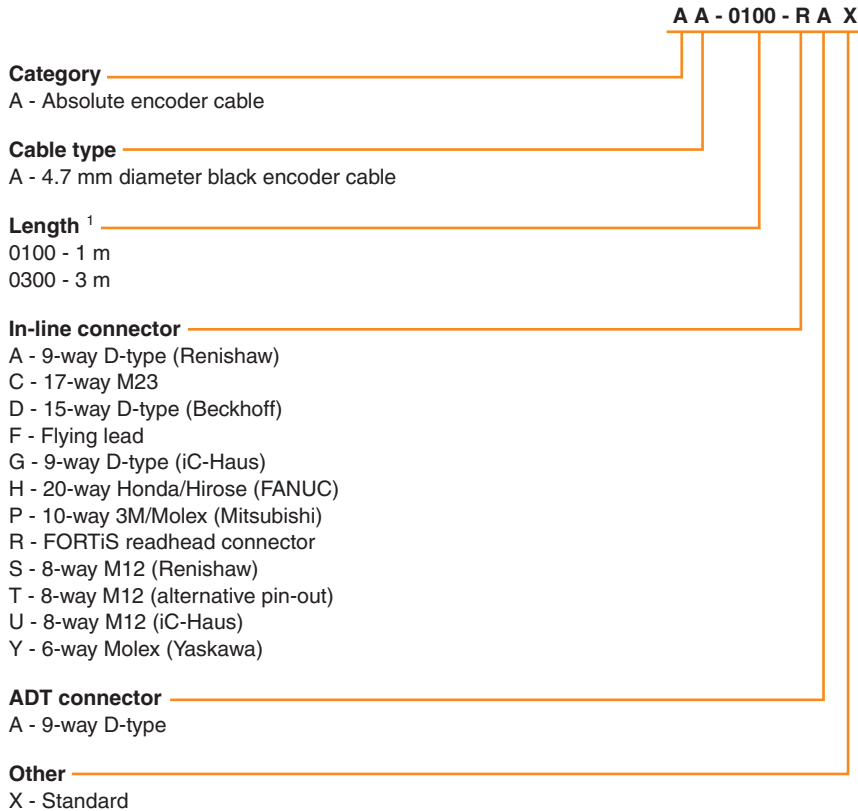 A A - 0100 - R A X
Category
A - Absolute encoder cable
Cable type
A - 4.7 mm diameter black encoder cable
Length 1
0100 - 1 m
0300 - 3 m
In-line connector
A - 9-way D-type (Renishaw)
C - 17-way M23
D - 15-way D-type (Beckhoff)
F - Flying lead
G - 9-way D-type (iC-Haus)
H - 20-way Honda/Hirose (FANUC)
P - 10-way 3M/Molex (Mitsubishi)
R - FORTiS readhead connector
S - 8-way M12 (Renishaw)
T - 8-way M12 (alternative pin-out)
U - 8-way M12 (iC-Haus)
Y - 6-way Molex (Yaskawa)
ADT connector
A - 9-way D-type
Other
X - Standard